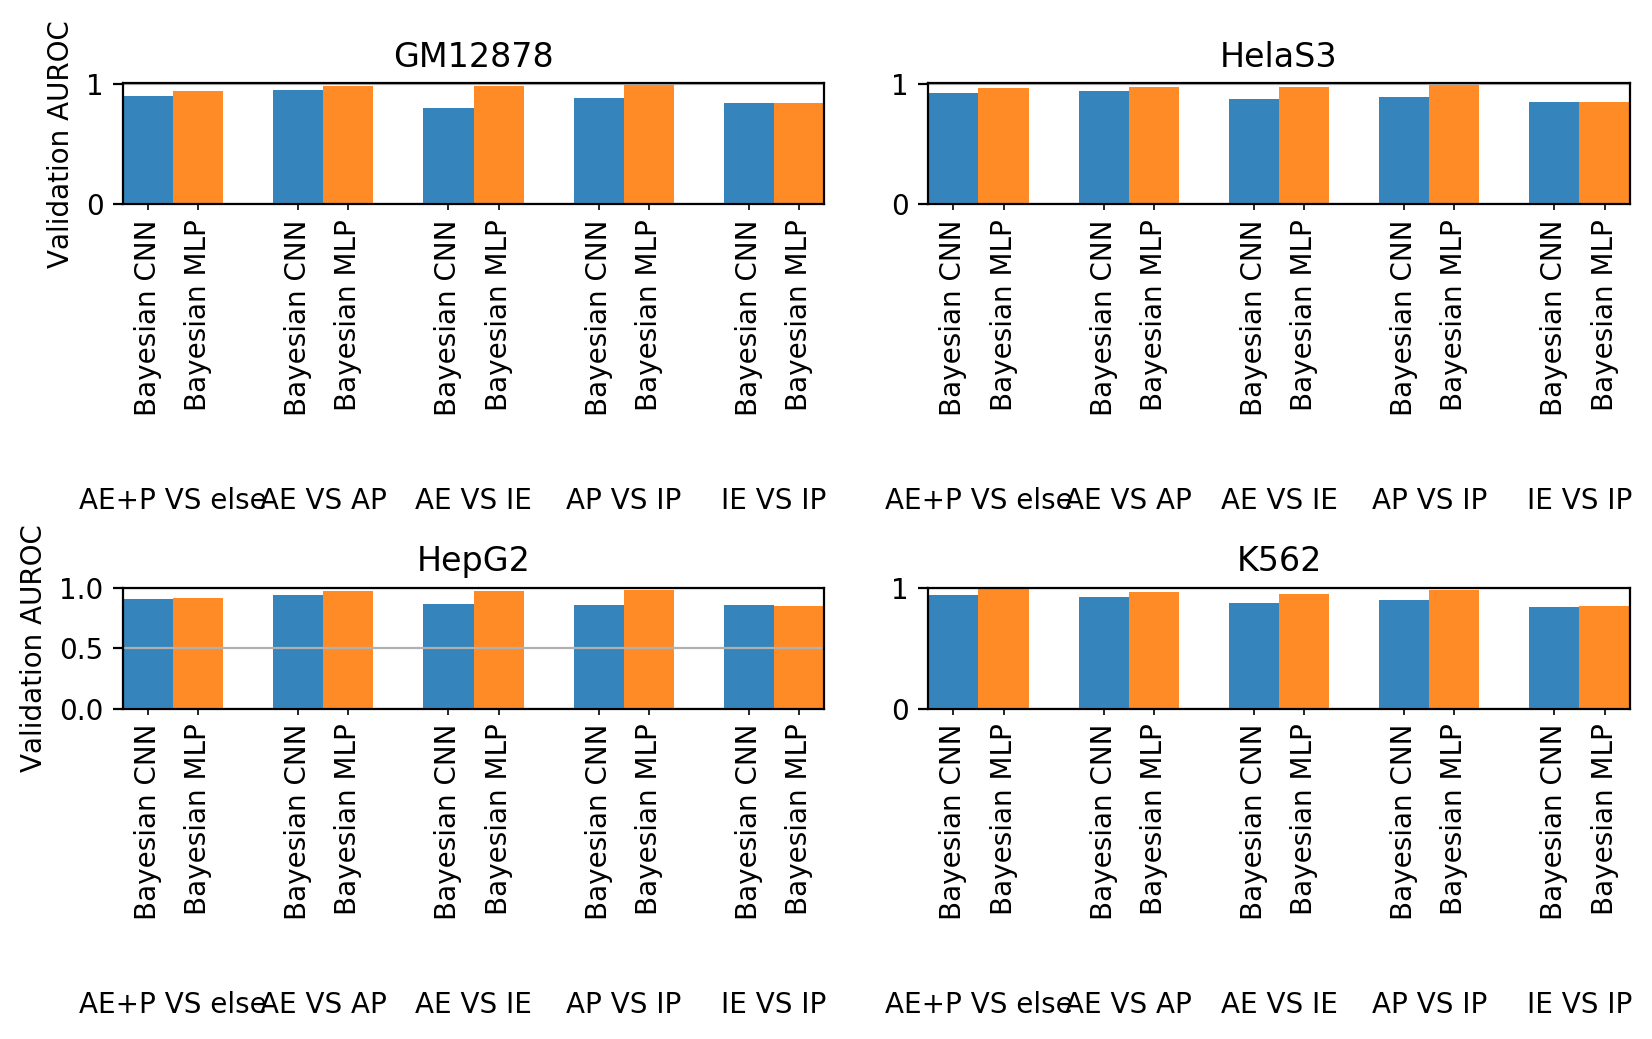 GM12878
Validation AUROC
1
0
Bayesian CNN
Bayesian MLP
Bayesian CNN
Bayesian MLP
Bayesian CNN
Bayesian MLP
Bayesian CNN
Bayesian MLP
Bayesian CNN
Bayesian MLP
AE+P VS else
AE VS AP
AE VS IE
AP VS IP
IE VS IP
HelaS3
1
0
Bayesian CNN
Bayesian MLP
Bayesian CNN
Bayesian MLP
Bayesian CNN
Bayesian MLP
Bayesian CNN
Bayesian MLP
Bayesian CNN
Bayesian MLP
AE+P VS else
AE VS AP
AE VS IE
AP VS IP
IE VS IP
HepG2
Validation AUROC
1.0
0.5
0.0
Bayesian CNN
Bayesian MLP
Bayesian CNN
Bayesian MLP
Bayesian CNN
Bayesian MLP
Bayesian CNN
Bayesian MLP
Bayesian CNN
Bayesian MLP
AE+P VS else
AE VS AP
AE VS IE
AP VS IP
IE VS IP
K562
1
0
Bayesian CNN
Bayesian MLP
Bayesian CNN
Bayesian MLP
Bayesian CNN
Bayesian MLP
Bayesian CNN
Bayesian MLP
Bayesian CNN
Bayesian MLP
AE+P VS else
AE VS AP
AE VS IE
AP VS IP
IE VS IP